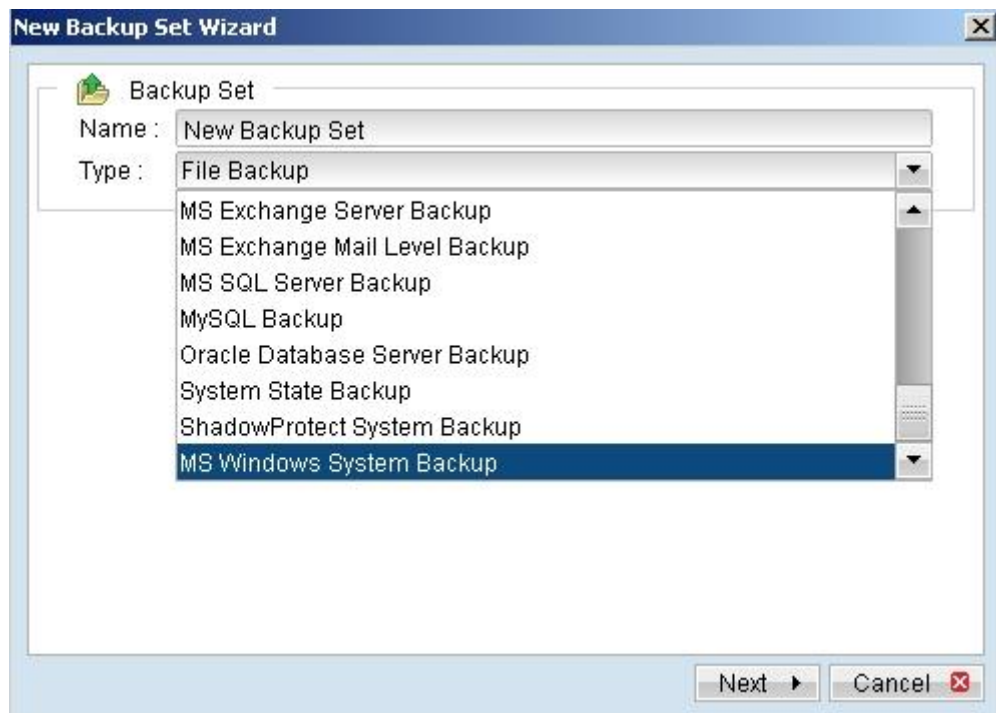 New Backup Set Wizard
Backup Set
Name : New Backup Set
Type : File Backup
MS Exchange Server Backup
MS Exchange Mail Level Backup
MS SQL Server Backup
MySQL Backup
Oracle Database Server Backup
System State Backup
ShadowProtect System Backup
MS Windows System Backup
Next Cancel